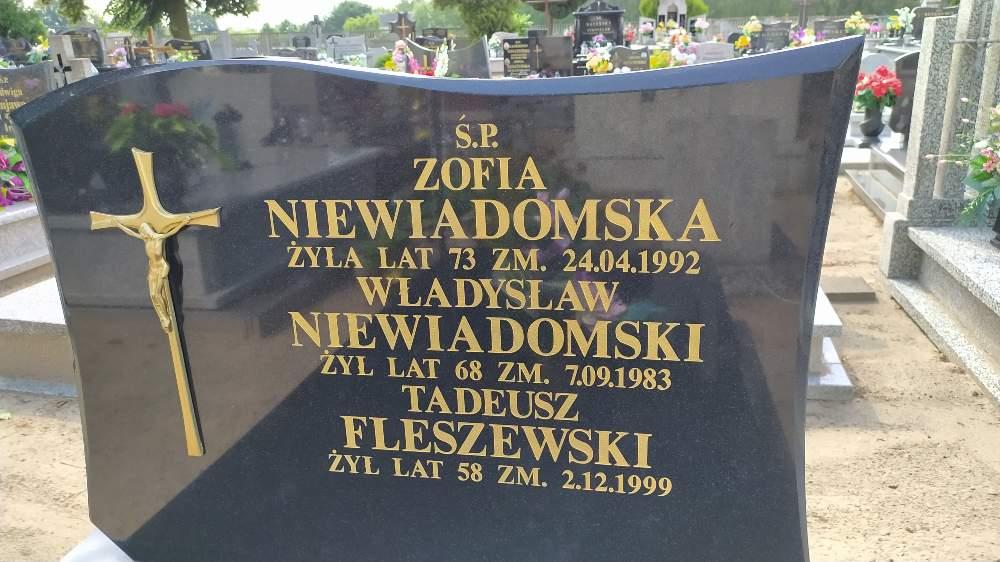 Ś.P.
ZOFIA
NIEWIADOMSKA
ŻYŁA LAT 73 ZM. 24.04.1992
WŁADYSŁAW
NIEWIADOMSKI
ŻYŁ LAT 68 ZM. 7.09.1983
TADEUSZ
FLESZEWSKI
ŻYŁ LAT 58 ZM. 2.12.1999